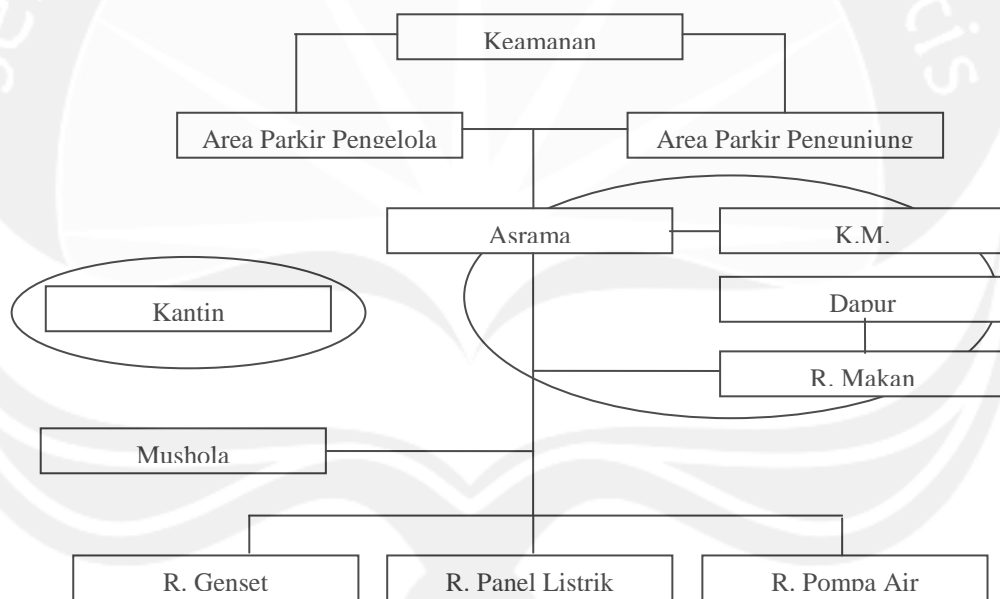 Keamanan
Area Parkir Pengelola
Area Parkir Pengunjung
Asrama
K.M.
Kantin
Dapur
R. Makan
Mushola
R. Genset
R. Panel Listrik
R. Pompa Air